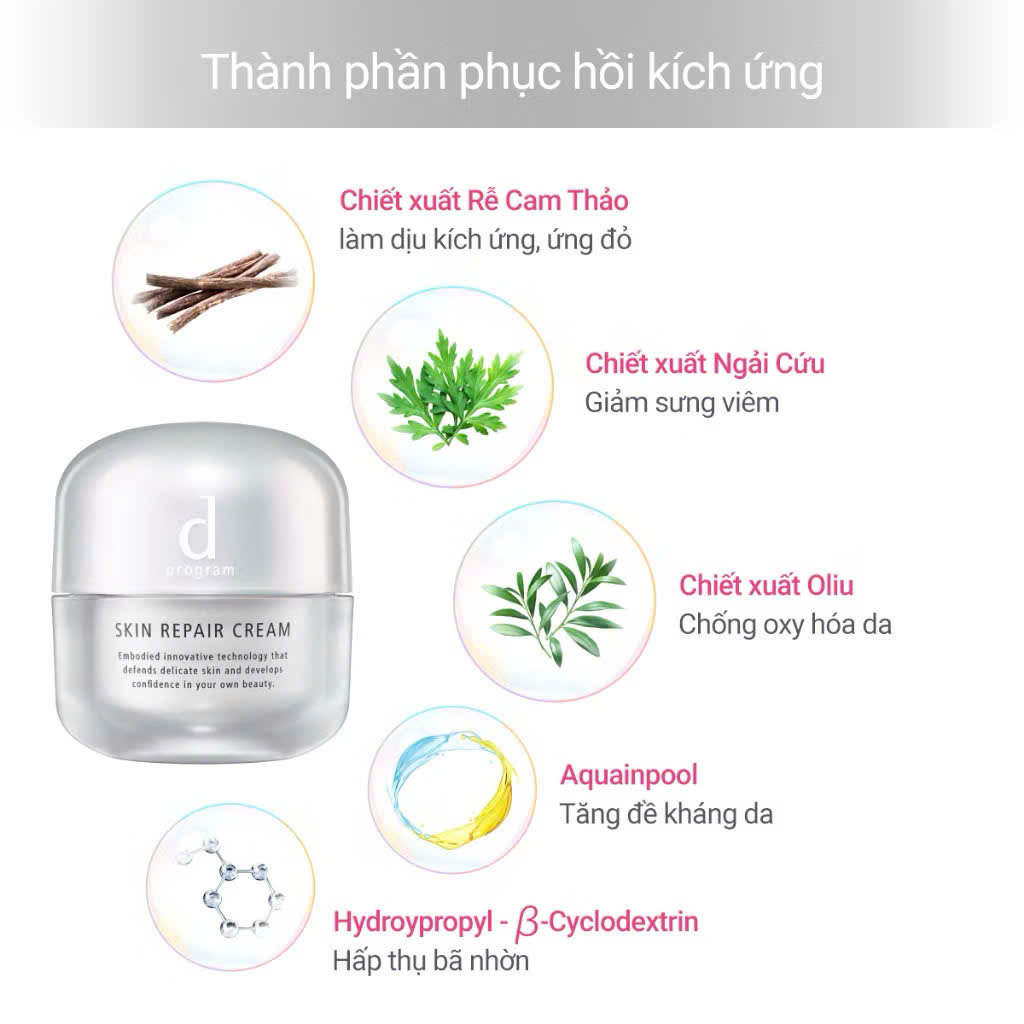 Thành phần phục hồi kích ứng
Chiết xuất Rễ Cam Thảo
làm dịu kích ứng, ứng đỏ
Chiết xuất Ngải Cứu
Giảm sưng viêm
d
program
SKIN REPAIR CREAM
Embodied innovative technology that
defends delicate skin and develops
confidence in your own beauty.
Chiết xuất Oliu
Chống oxy hóa da
Aquainpool
Tăng đề kháng da
Hydroypropyl - β-Cyclodextrin
Hấp thụ bã nhờn